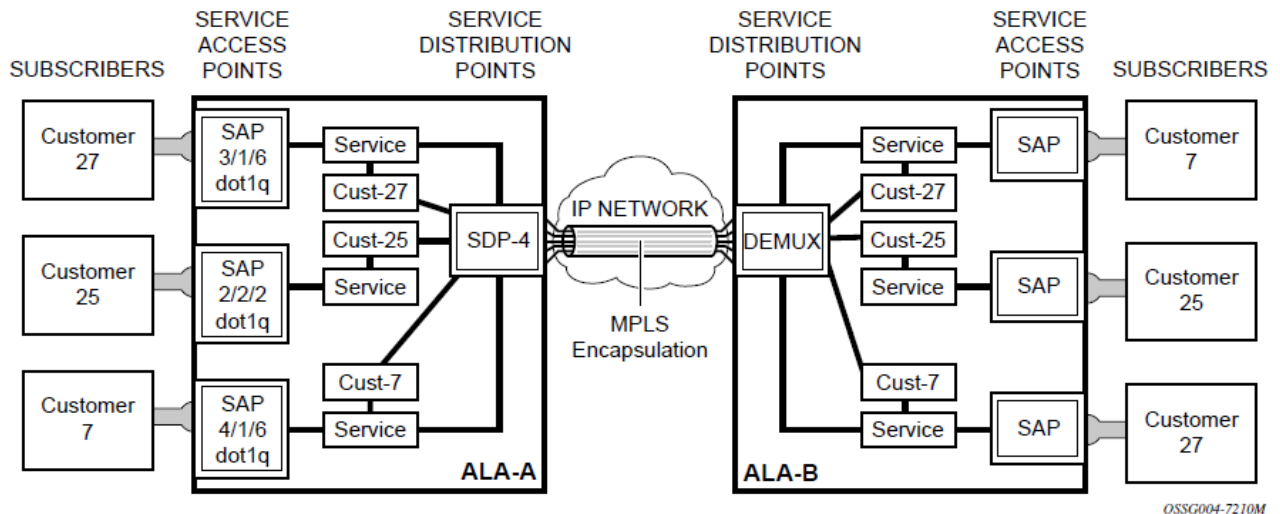 SERVICE
ACCESS
POINTS
SERVICE
DISTRIBUTION
POINTS
SERVICE
DISTRIBUTION
POINTS
SERVICE
ACCESS
POINTS
SUBSCRIBERS
SUBSCRIBERS
Customer
27
SAP
3/1/6
dot1q
Service
Cust-27
Customer
25
SAP
2/2/2
dot1q
Cust-25
Service
Customer
7
SAP
4/1/6
dot1q
Cust-7
Service
SDP-4
ALA-A
IP NETWORK
MPLS
Encapsulation
DEMUX
Service
Cust-27
SAP
Customer
7
Cust-25
Service
SAP
Customer
25
Cust-7
Service
SAP
Customer
27
ALA-B
OSSG004-7210M